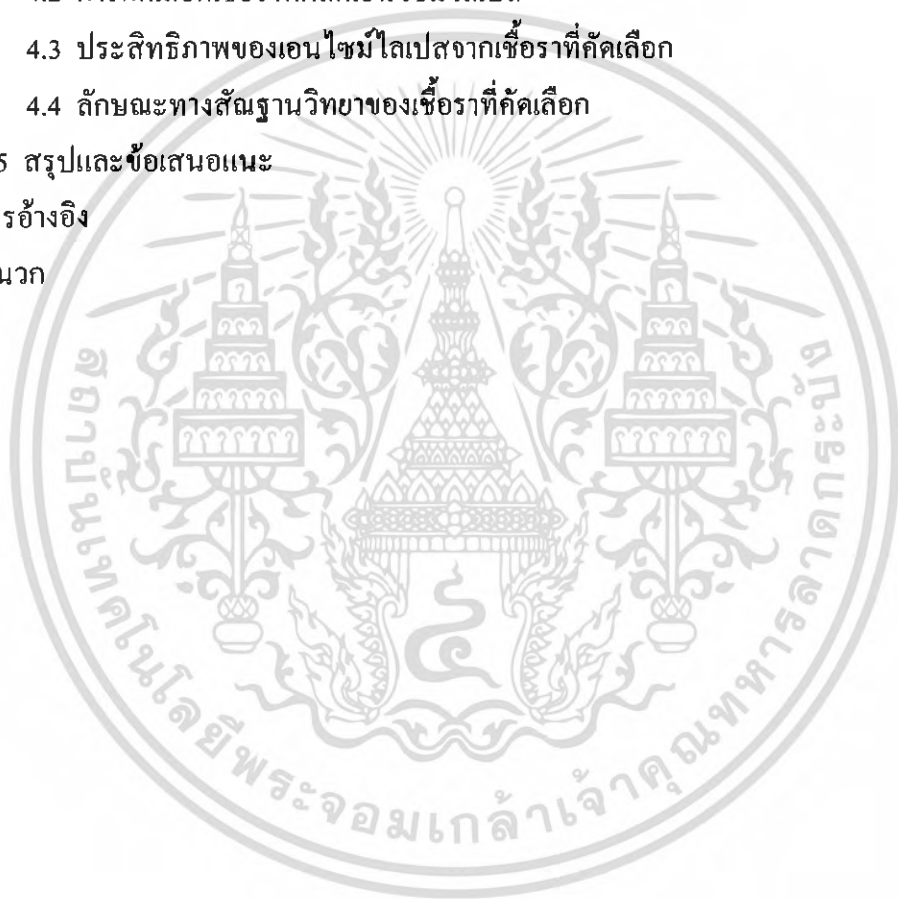 4.3 ประสิทธิภาพของเอนไซม์ไลเปสจากเชื้อราที่คัดเลือก
4.4 ลักษณะทางสัณฐานวิทยาของเชื้อราที่คัดเลือก
5 สรุปและข้อเสนอแนะ
รอ้างอิง
นวก
สถาบันเทคโนโลยีพระจอมเกล้าเจ้าคุณทหารลาดกระบัง